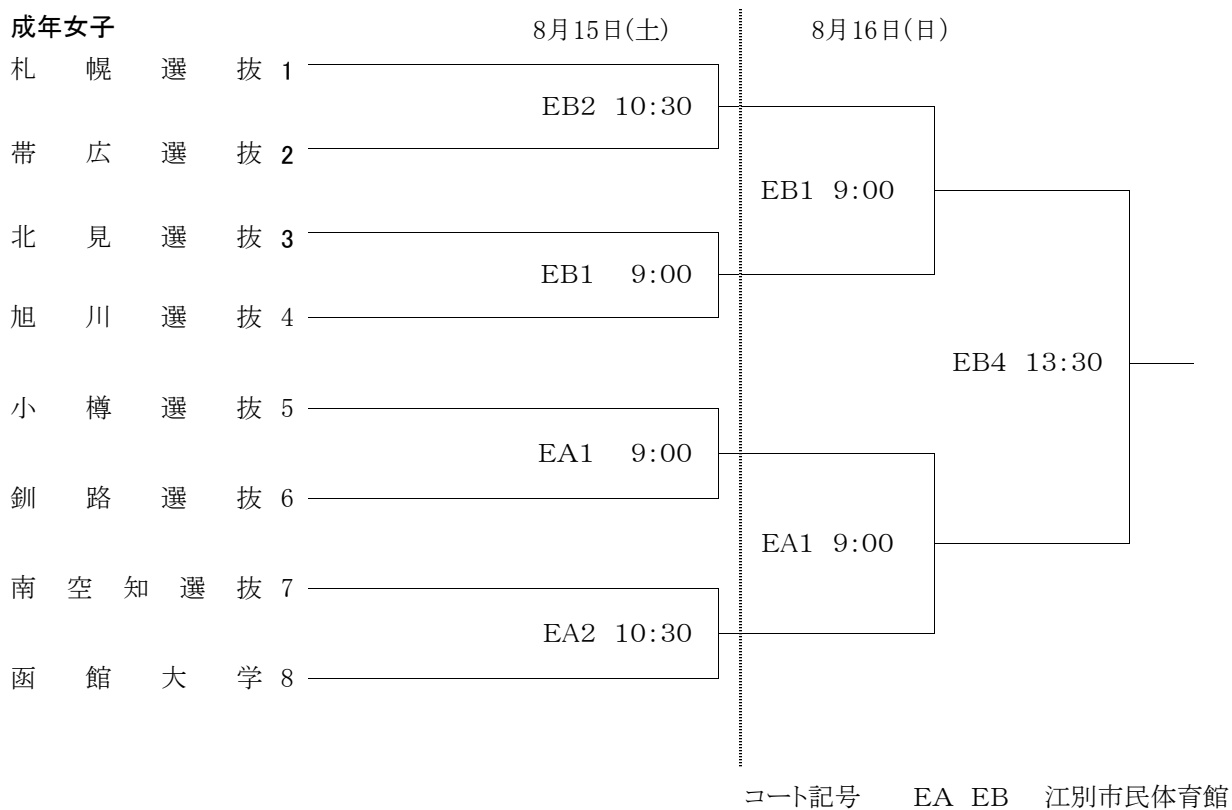 成年女子 8月15日(土) 8月16日(日)
札幌選抜 1
EB2 10:30
帯広選抜 2
EB1 9:00
北見選抜 3
EB1 9:00
旭川選抜 4
EB4 13:30
小樽選抜 5
EA1 9:00
釧路選抜 6
EA1 9:00
南空知選抜 7
EA2 10:30
函館大学 8
コート記号 EA EB 江別市民体育館